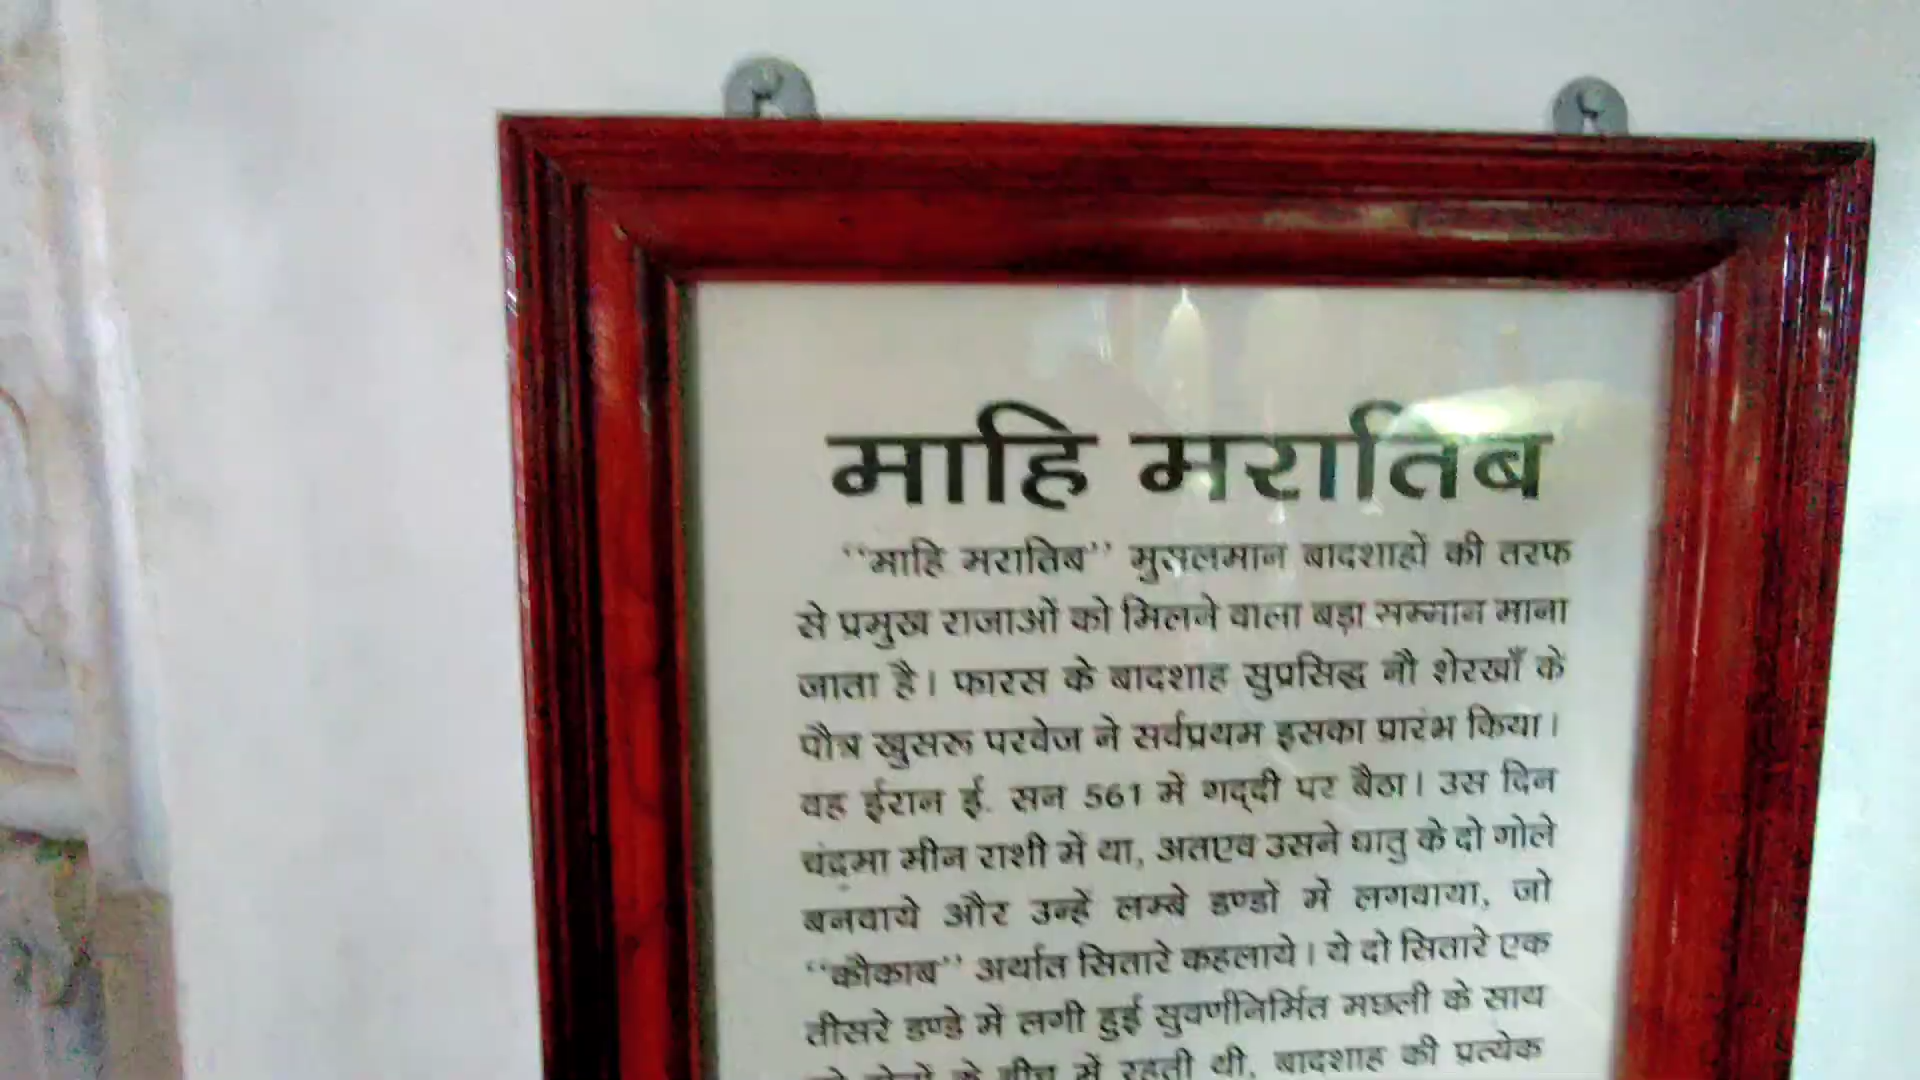 माहि मरातिब
“माहि मरातिब” मुसलमान बादशाहों की तरफ
से प्रमुख राजाओं को मिलने वाला बड़ा सम्मान माना
जाता है। फारस के बादशाह सुप्रसिद्ध नौ शेरखाँ के
पौत्र खुसरू परवेज ने सर्वप्रथम इसका प्रारंभ किया।
वह ईरान ई. सन 561 में गद्दी पर बैठा। उस दिन
चंद्रमा मीन राशी में था, अतएव उसने धातु के दो गोले
बनवाये और उन्हें लम्बे डण्डो में लगवाया, जो
“कौकाब” अर्थात सितारे कहलाये। ये दो सितारे एक
तीसरे डण्डे में लगी हुई सुवर्णनिर्मित मछली के साथ
में रहती थी, बादशाह की प्रत्येक